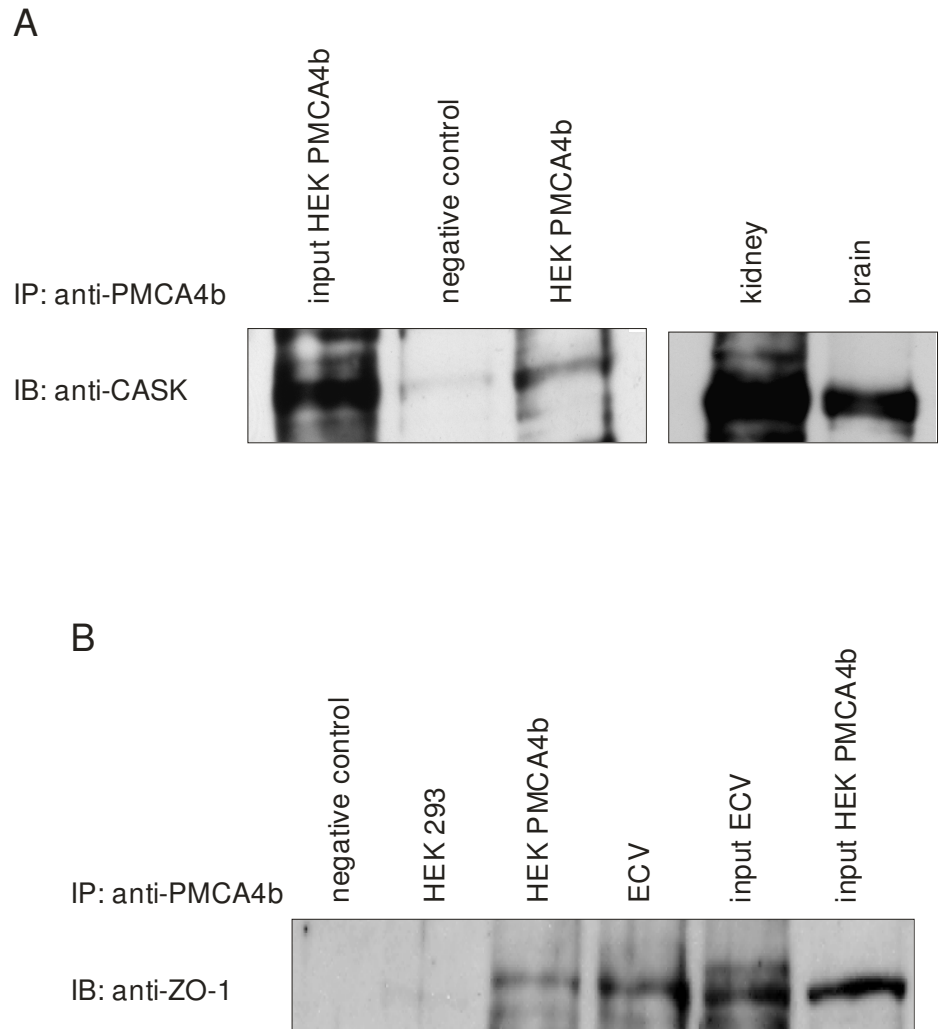 A
input HEK PMCA4b
negative control
HEK PMCA4b
kidney
brain
IP: anti-PMCA4b
IB: anti-CASK
B
negative control
HEK 293
HEK PMCA4b
ECV
input ECV
input HEK PMCA4b
IP: anti-PMCA4b
IB: anti-ZO-1